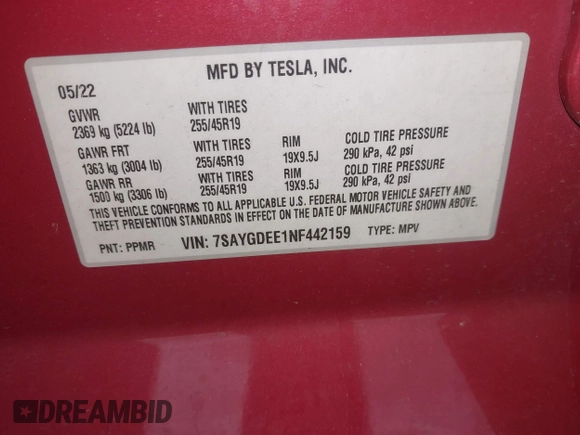 MFD BY TESLA, INC.
05/22
GVWR WITH TIRES
2369 kg (5224 lb) 255/45R19
GAWR FRT WITH TIRES RIM COLD TIRE PRESSURE
1363 kg (3004 lb) 255/45R19 19X9.5J 290 kPa, 42 psi
GAWR RR WITH TIRES RIM COLD TIRE PRESSURE
1500 kg (3306 lb) 255/45R19 19X9.5J 290 kPa, 42 psi
THIS VEHICLE CONFORMS TO ALL APPLICABLE U.S. FEDERAL MOTOR VEHICLE SAFETY AND
THEFT PREVENTION STANDARDS IN EFFECT ON THE DATE OF MANUFACTURE SHOWN ABOVE.
PNT: PPMR VIN: 7SAYGDEE1NF442159 TYPE: MPV
DREAMBID